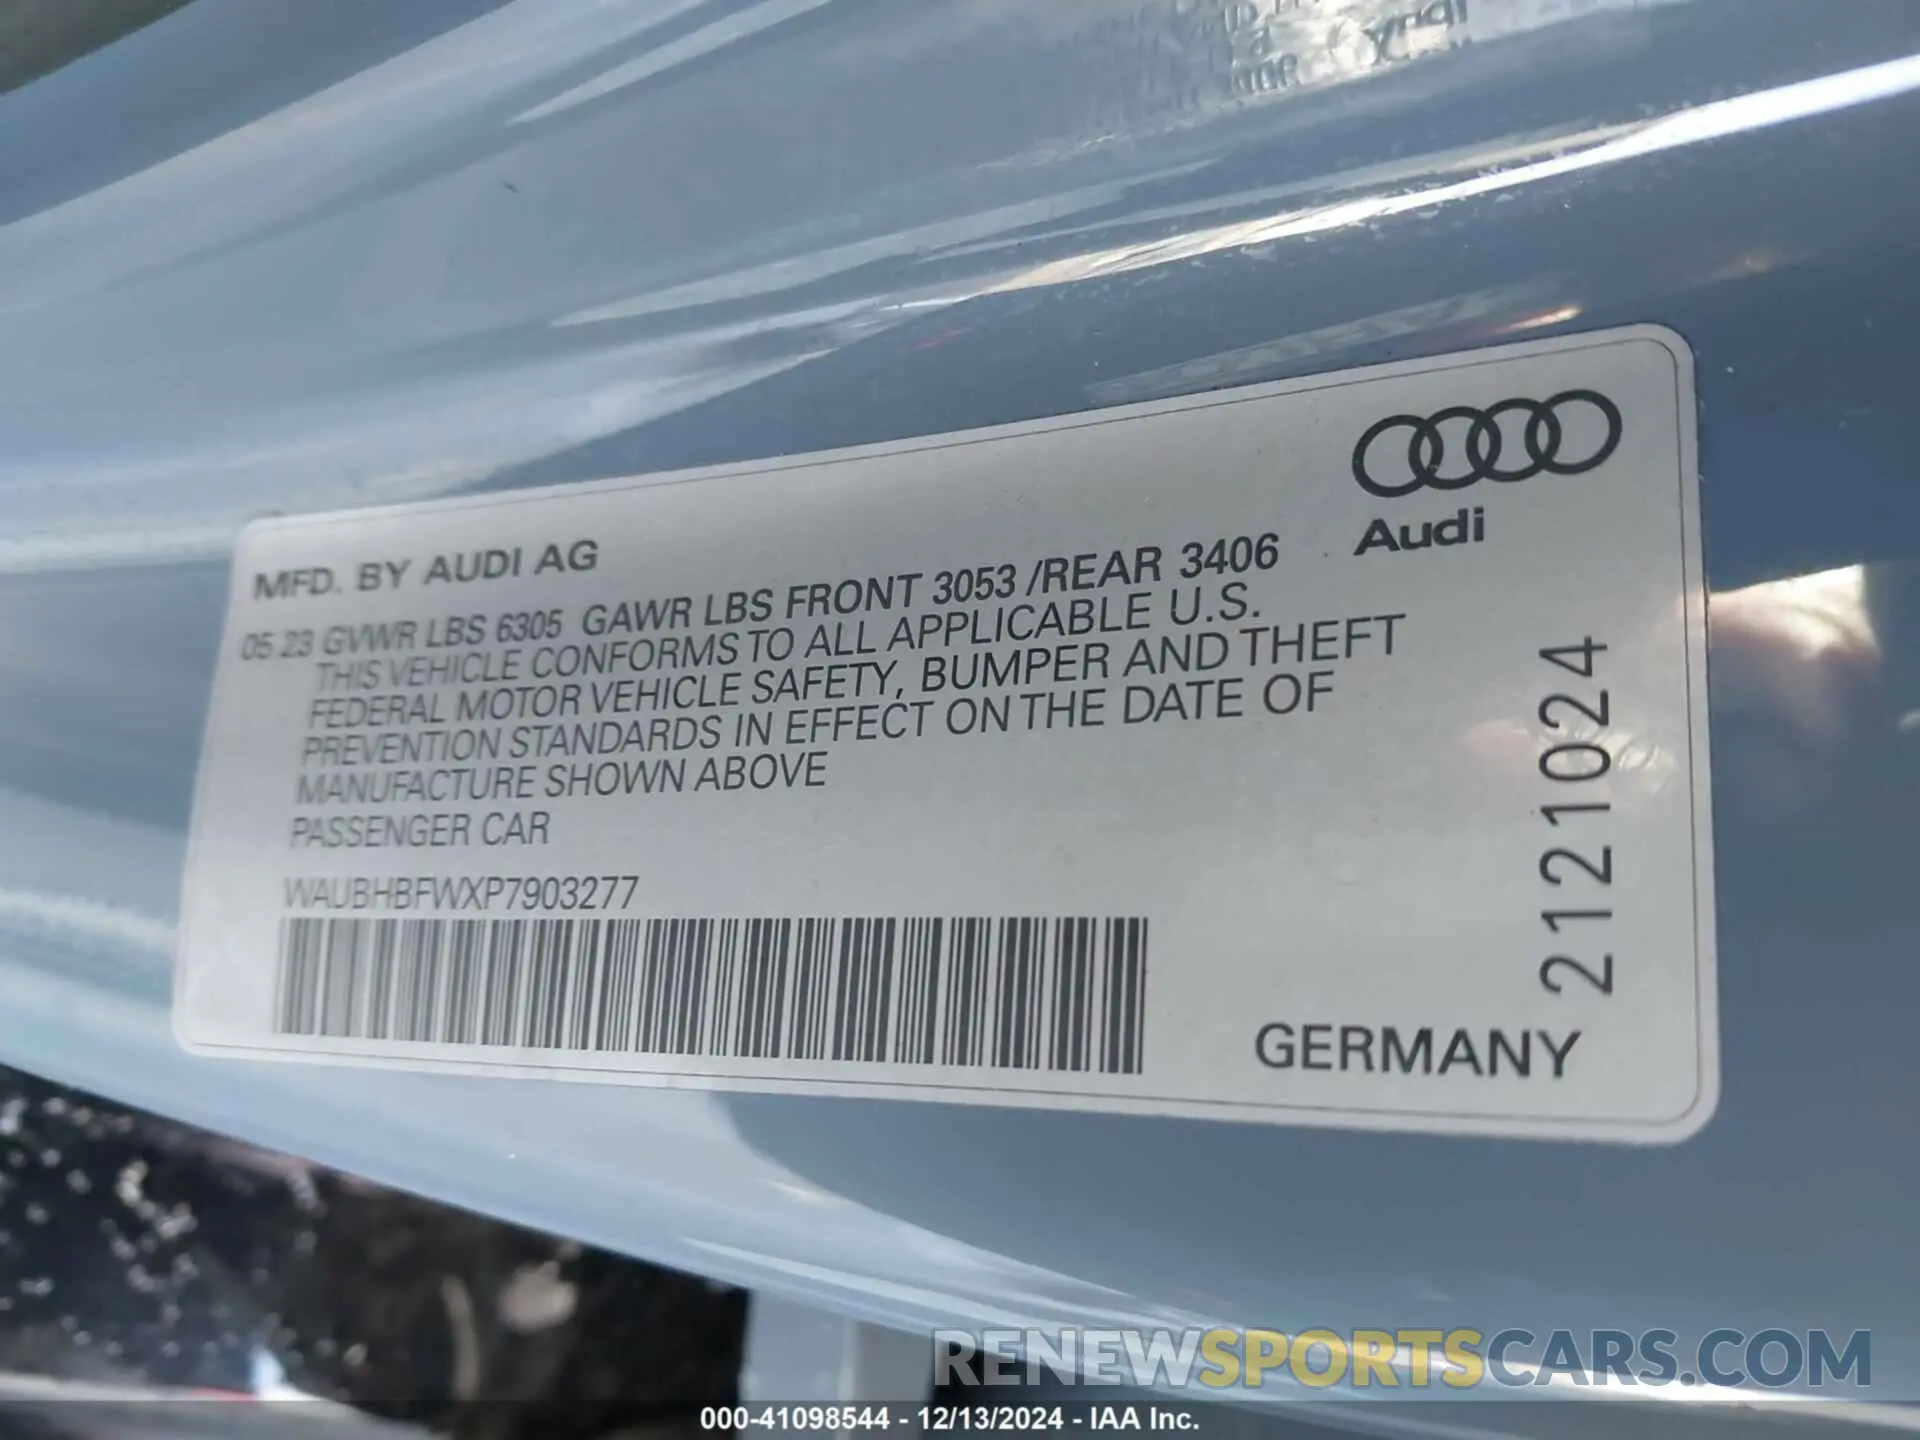 Audi
MFD. BY AUDI AG
05 23 GVWR LBS 6305 GAWR LBS FRONT 3053 /REAR 3406
THIS VEHICLE CONFORMS TO ALL APPLICABLE U.S.
FEDERAL MOTOR VEHICLE SAFETY, BUMPER AND THEFT
PREVENTION STANDARDS IN EFFECT ON THE DATE OF
MANUFACTURE SHOWN ABOVE
PASSENGER CAR
WAUBHBFWXP7903277
2121024
GERMANY
RENEWSPORTSCARS.COM
000-41098544 - 12/13/2024 - IAA Inc.